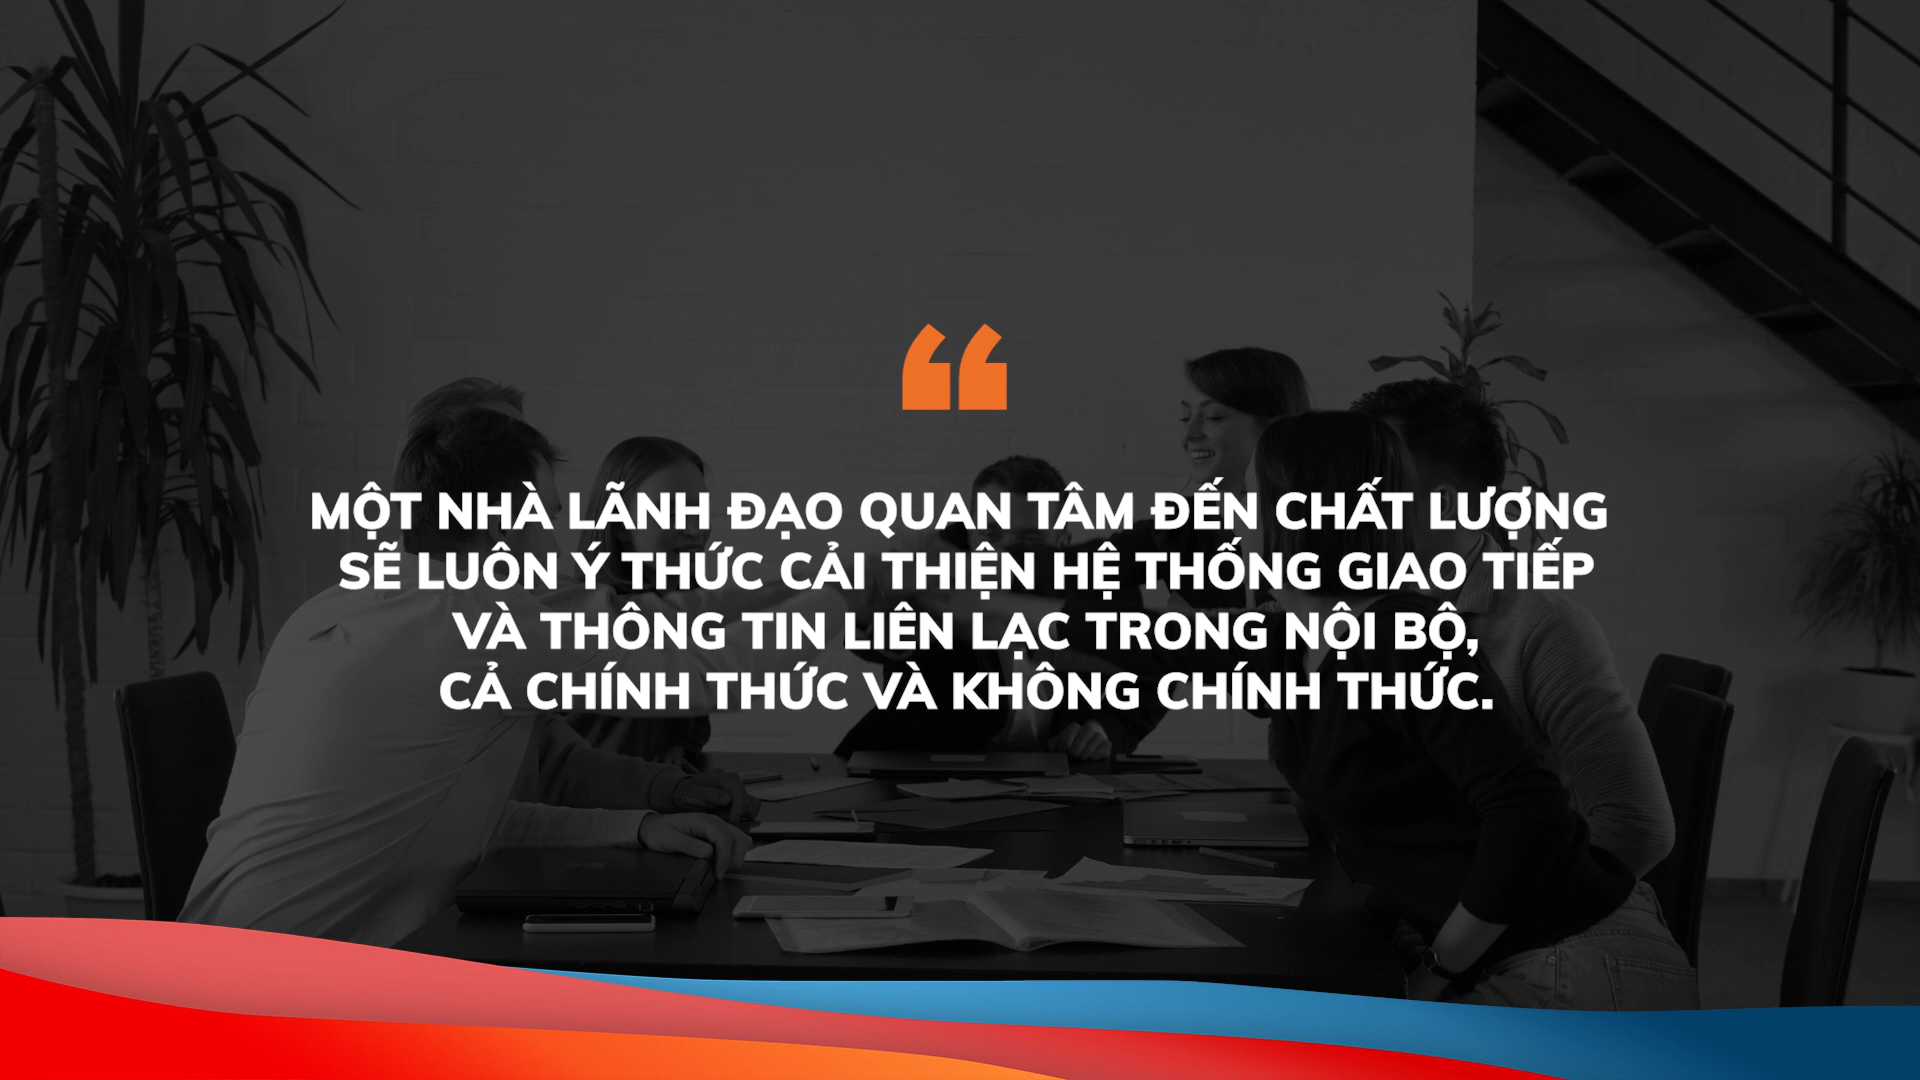 MỘT NHÀ LÃNH ĐẠO QUAN TÂM ĐẾN CHẤT LƯỢNG
SẼ LUÔN Ý THỨC CẢI THIỆN HỆ THỐNG GIAO TIẾP
VÀ THÔNG TIN LIÊN LẠC TRONG NỘI BỘ,
CẢ CHÍNH THỨC VÀ KHÔNG CHÍNH THỨC.